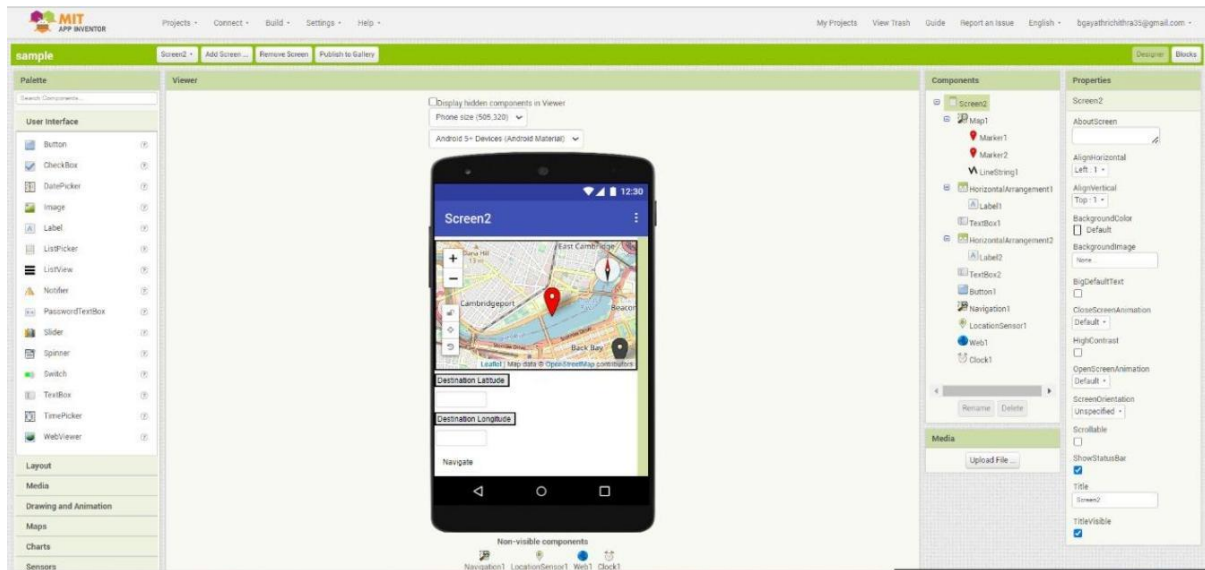 MIT
APP INVENTOR
Projects Connect Build Settings Help My Projects View Trash Guide Report an Issue English bgayathrichithra35@gmail.com
sample Screen2 Add Screen ... Remove Screen Publish to Gallery Designer Blocks
Palette
Search Components...
User Interface
Button
CheckBox
DatePicker
Image
Label
ListPicker
ListView
Notifier
PasswordTextBox
Slider
Spinner
Switch
TextBox
TimePicker
WebViewer
Layout
Media
Drawing and Animation
Maps
Charts
Sensors
Viewer
Display hidden components in Viewer
Phone size (505,320)
Android 5+ Devices (Android Material)
12:30
Screen2
East Cambridge
Dana Hill
13 m
+
−
Cambridgeport
Beacon
Back Bay
Leaflet | Map data © OpenStreetMap contributors
Destination Latitude
Destination Longitude
Navigate
Non-visible components
Navigation1 LocationSensor1 Web1 Clock1
Components
Screen2
Map1
Marker1
Marker2
LineString1
HorizontalArrangement1
Label1
TextBox1
HorizontalArrangement2
Label2
TextBox2
Button1
Navigation1
LocationSensor1
Web1
Clock1
Rename Delete
Media
Upload File ...
Properties
Screen2
AboutScreen
AlignHorizontal
Left : 1
AlignVertical
Top : 1
BackgroundColor
Default
BackgroundImage
None...
BigDefaultText
CloseScreenAnimation
Default
HighContrast
OpenScreenAnimation
Default
ScreenOrientation
Unspecified
Scrollable
ShowStatusBar
Title
Screen2
TitleVisible